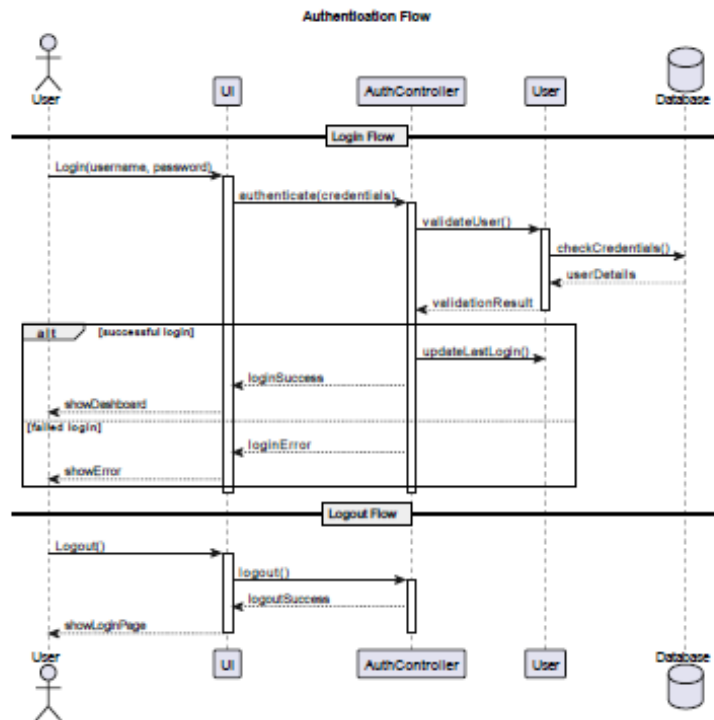 Authentication Flow
User
UI
AuthController
User
Database
Login Flow
Login(username, password)
authenticate(credentials)
validateUser()
checkCredentials()
userDetails
validationResult
alt
[successful login]
updateLastLogin()
loginSuccess
showDashboard
[failed login]
loginError
showError
Logout Flow
Logout()
logout()
logoutSuccess
showLoginPage
User
UI
AuthController
User
Database